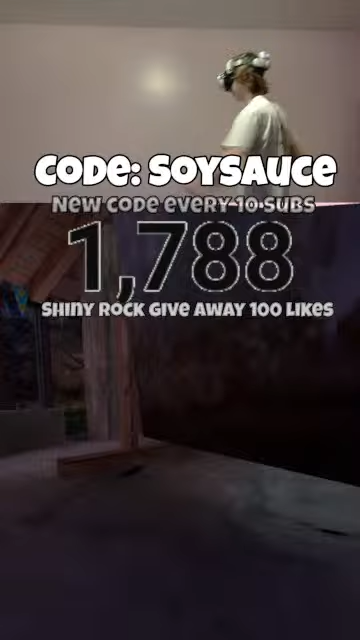 CODE: SOYSAUCE
NEW CODE EVERY 10 SUBS
1,788
SHINY ROCK GIVE AWAY 100 LIKES